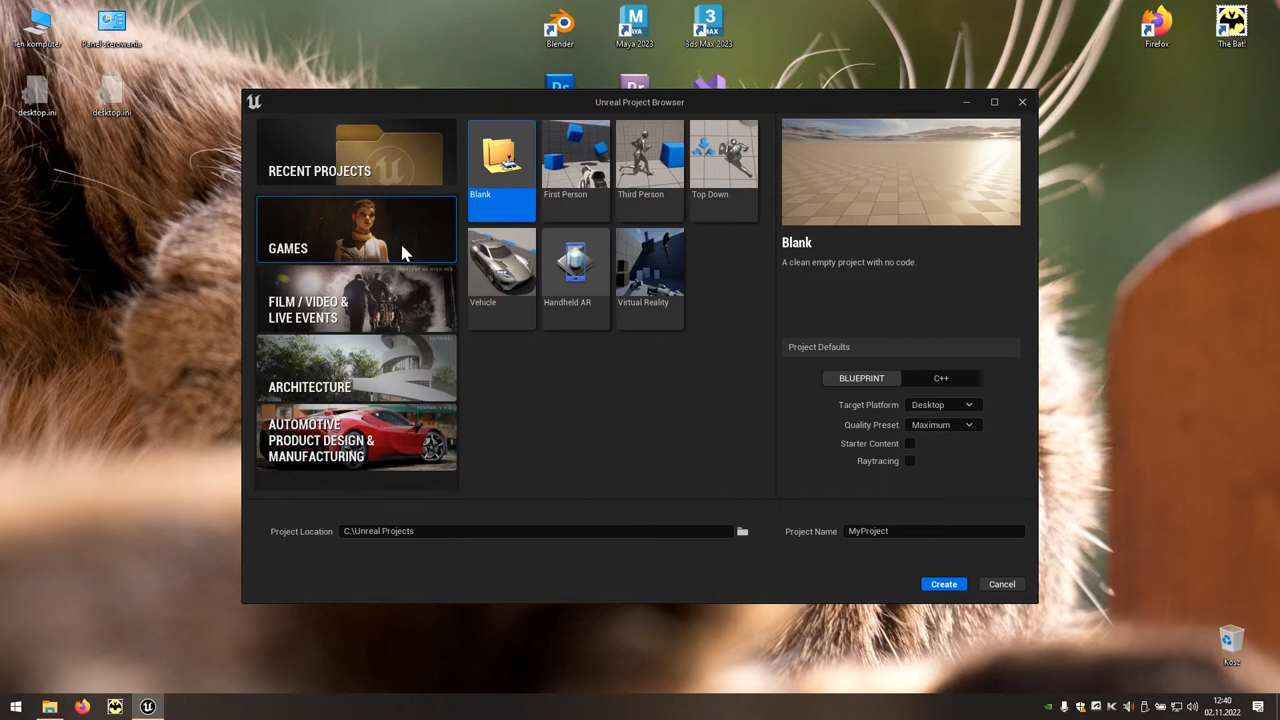 Ten komputer
Panel sterowania
Blender
Maya 2023
3ds Max 2023
Firefox
The Bat!
desktop.ini
desktop.ini
Unreal Project Browser
RECENT PROJECTS
GAMES
FILM / VIDEO &
LIVE EVENTS
ARCHITECTURE
AUTOMOTIVE
PRODUCT DESIGN &
MANUFACTURING
Blank
First Person
Third Person
Top Down
Vehicle
Handheld AR
Virtual Reality
Blank
A clean empty project with no code.
Project Defaults
BLUEPRINT
C++
Target Platform
Desktop
Quality Preset
Maximum
Starter Content
Raytracing
Project Location
C:\Unreal Projects
Project Name
MyProject
Create
Cancel
Kosz
12:40
02.11.2022